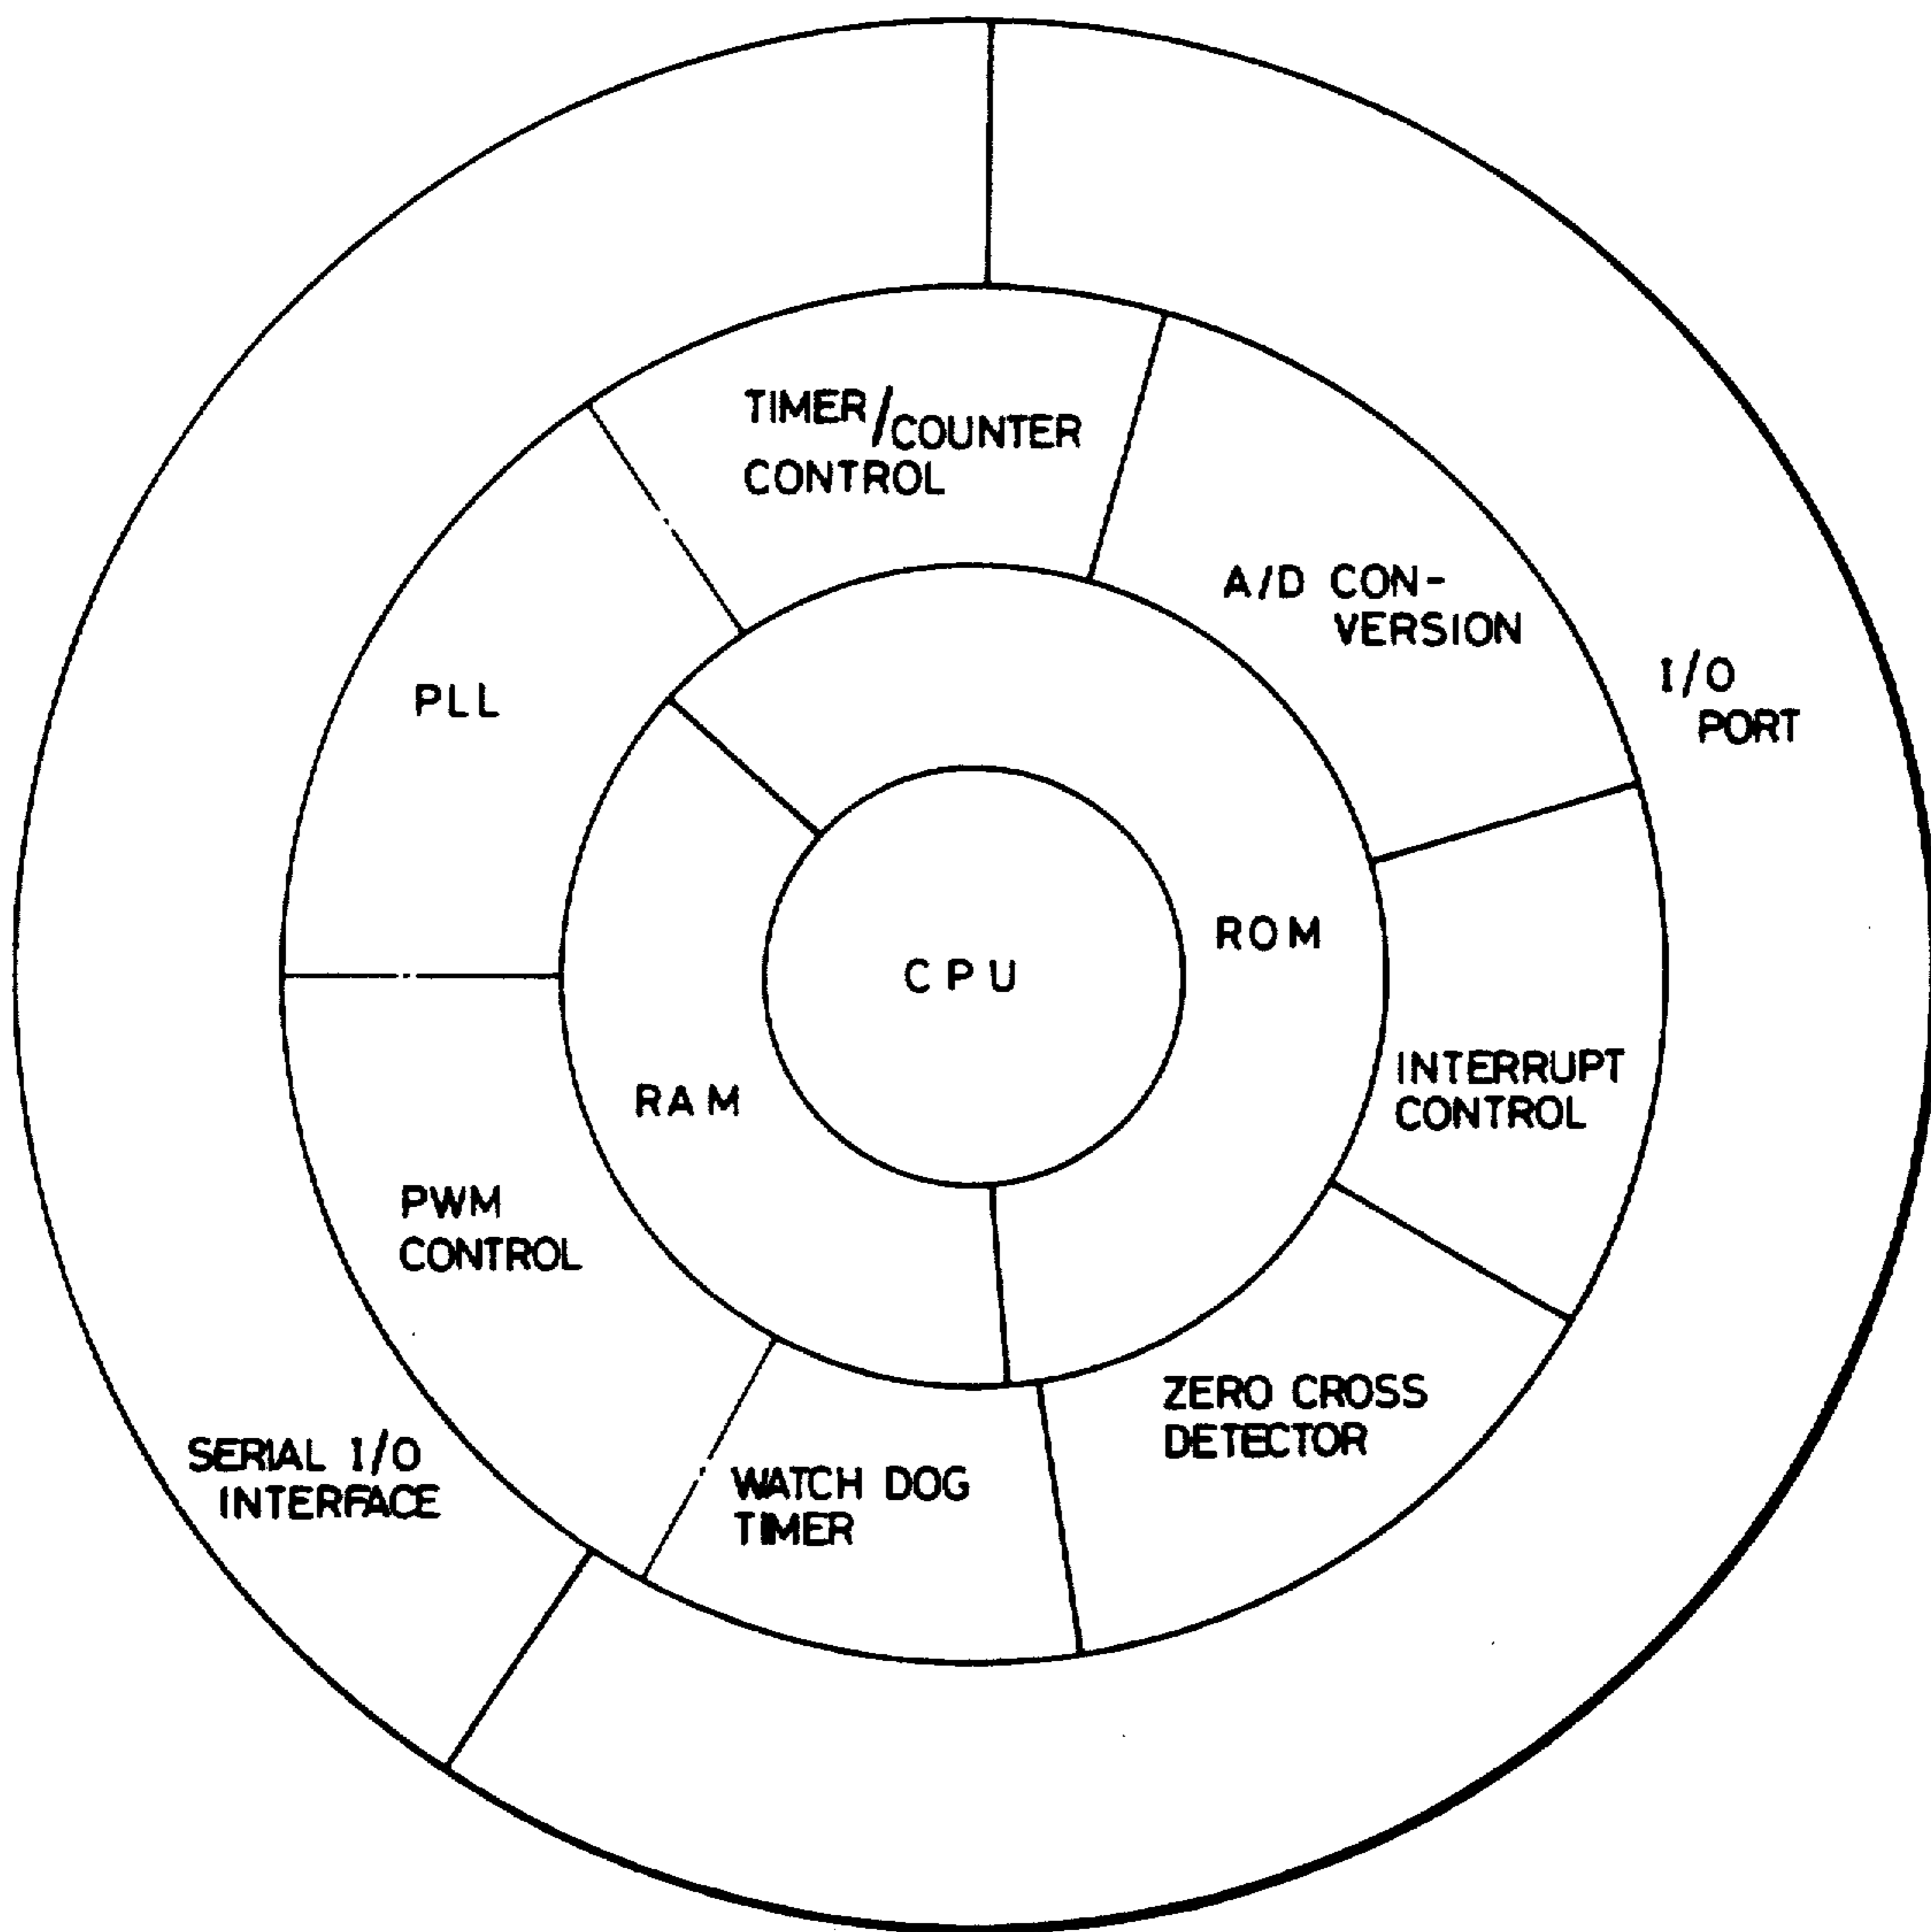 TIMER/COUNTER
CONTROL
A/D CON-
VERSION
I/O
PORT
PLL
ROM
CPU
RAM
INTERRUPT
CONTROL
PWM
CONTROL
ZERO CROSS
DETECTOR
SERIAL I/O
INTERFACE
WATCH DOG
TIMER